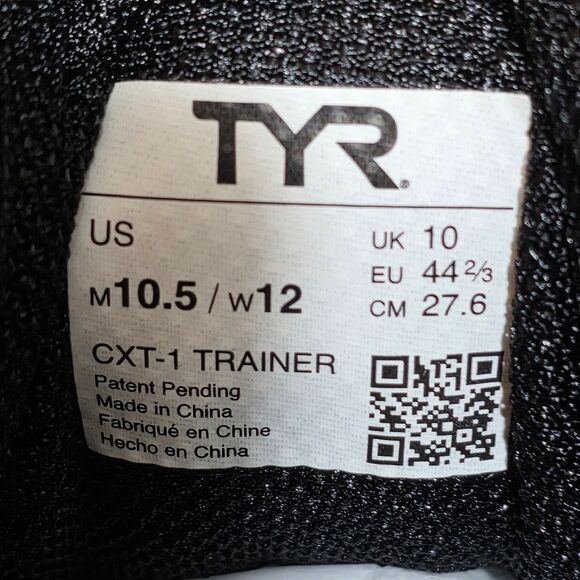 TYR®
US
M10.5 / W12
UK 10
EU 44 2/3
CM 27.6
CXT-1 TRAINER
Patent Pending
Made in China
Fabriqué en Chine
Hecho en China